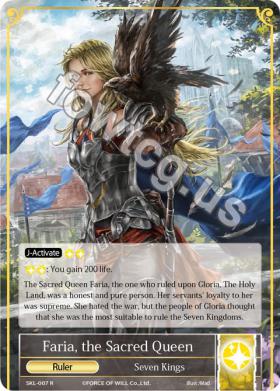 fowtcg.us
J-Activate
: You gain 200 life.
The Sacred Queen Faria, the one who ruled upon Gloria, The Holy
Land, was a honest and pure person. Her servants' loyalty to her
was supreme. She hated the war, but the people of Gloria thought
that she was the most suitable to rule the Seven Kingdoms.
Faria, the Sacred Queen
Ruler
Seven Kings
SKL-007 R
©FORCE OF WILL Co.,Ltd.
Illust./Matji